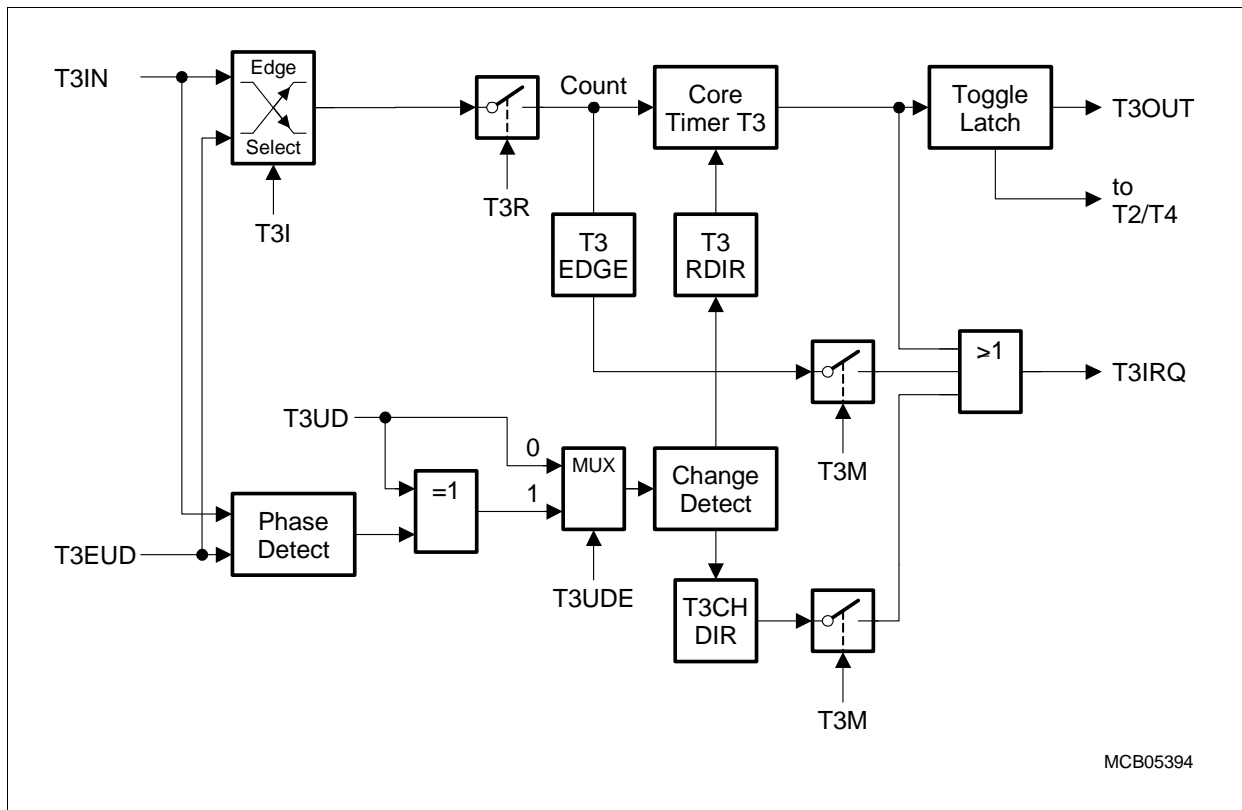 T3IN
Edge
Select
T3I
T3R
Count
Core
Timer T3
Toggle
Latch
T3OUT
to
T2/T4
T3
EDGE
T3
RDIR
≥1
T3IRQ
T3M
T3UD
0
1
MUX
=1
Change
Detect
Phase
Detect
T3EUD
T3UDE
T3CH
DIR
T3M
MCB05394